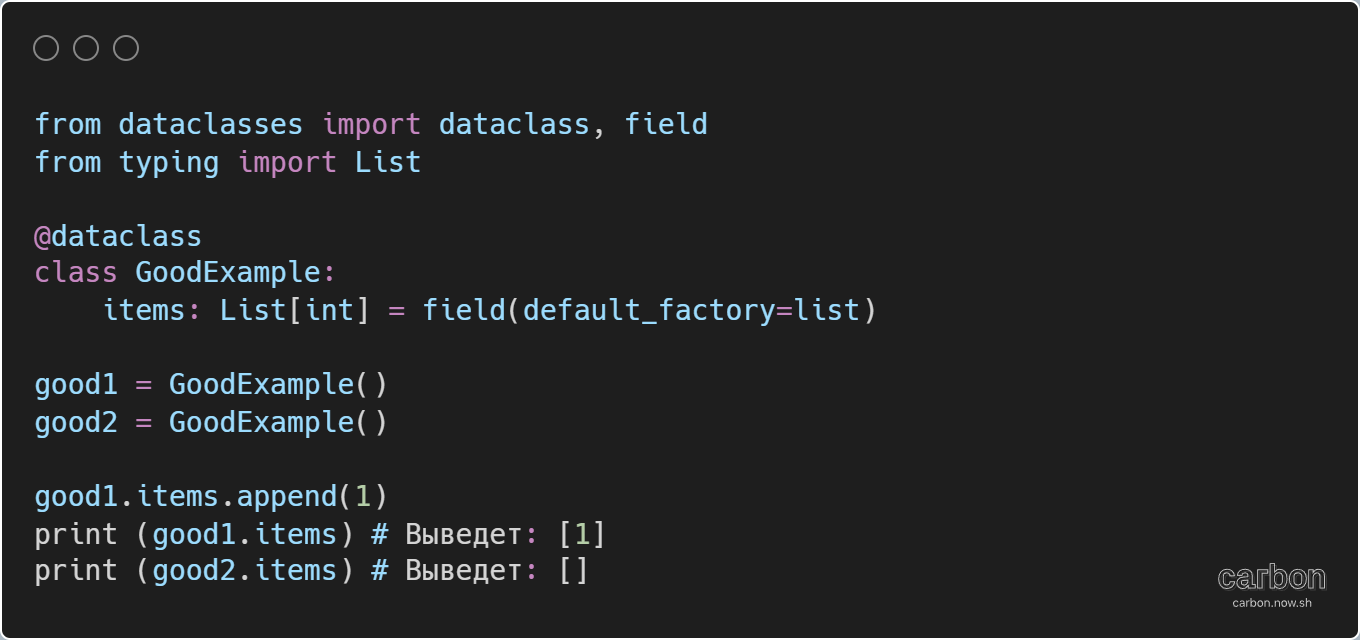 from dataclasses import dataclass, field
from typing import List
@dataclass
class GoodExample:
    items: List[int] = field(default_factory=list)
good1 = GoodExample()
good2 = GoodExample()
good1.items.append(1)
print (good1.items) # Выведет: [1]
print (good2.items) # Выведет: []
carbon
carbon.now.sh